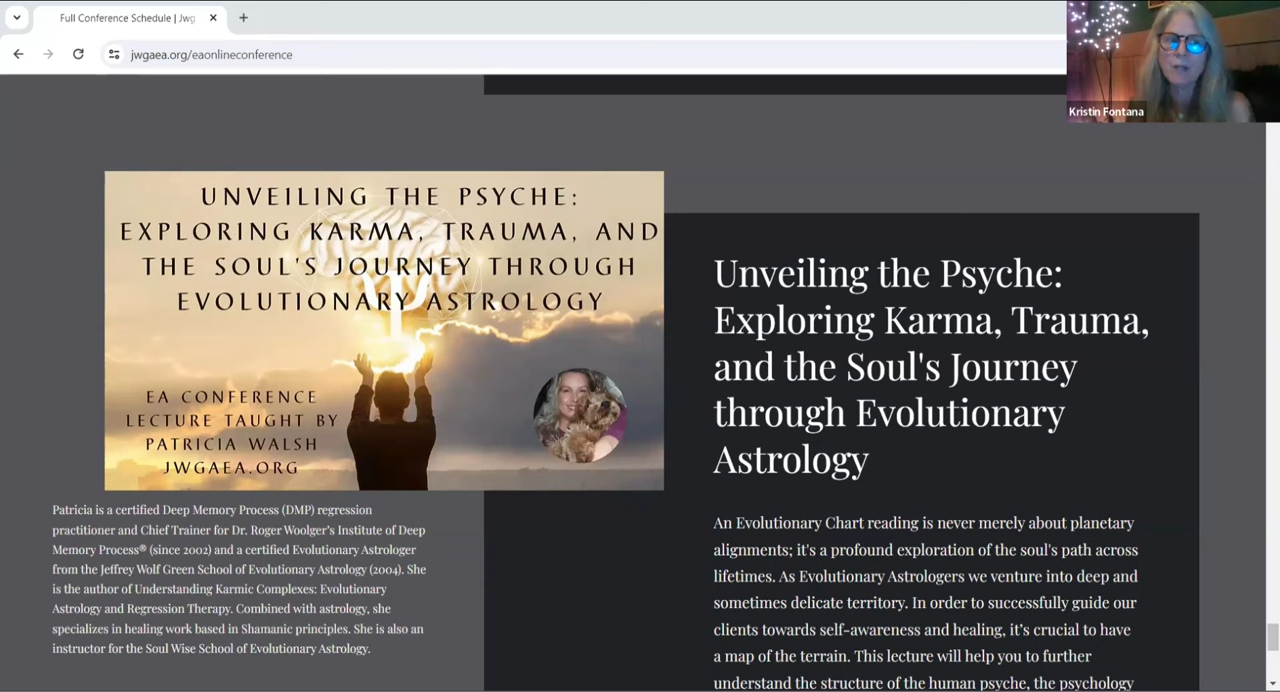 Full Conference Schedule | Jwg
jwgaea.org/eaonlineconference
Kristin Fontana
UNVEILING THE PSYCHE:
EXPLORING KARMA, TRAUMA, AND
THE SOUL'S JOURNEY THROUGH
EVOLUTIONARY ASTROLOGY
EA CONFERENCE
LECTURE TAUGHT BY
PATRICIA WALSH
JWGAEA.ORG
Patricia is a certified Deep Memory Process (DMP) regression
practitioner and Chief Trainer for Dr. Roger Woolger's Institute of Deep
Memory Process® (since 2002) and a certified Evolutionary Astrologer
from the Jeffrey Wolf Green School of Evolutionary Astrology (2004). She
is the author of Understanding Karmic Complexes: Evolutionary
Astrology and Regression Therapy. Combined with astrology, she
specializes in healing work based in Shamanic principles. She is also an
instructor for the Soul Wise School of Evolutionary Astrology.
Unveiling the Psyche:
Exploring Karma, Trauma,
and the Soul's Journey
through Evolutionary
Astrology
An Evolutionary Chart reading is never merely about planetary
alignments; it's a profound exploration of the soul's path across
lifetimes. As Evolutionary Astrologers we venture into deep and
sometimes delicate territory. In order to successfully guide our
clients towards self-awareness and healing, it's crucial to have
a map of the terrain. This lecture will help you to further
understand the structure of the human psyche, the psychology